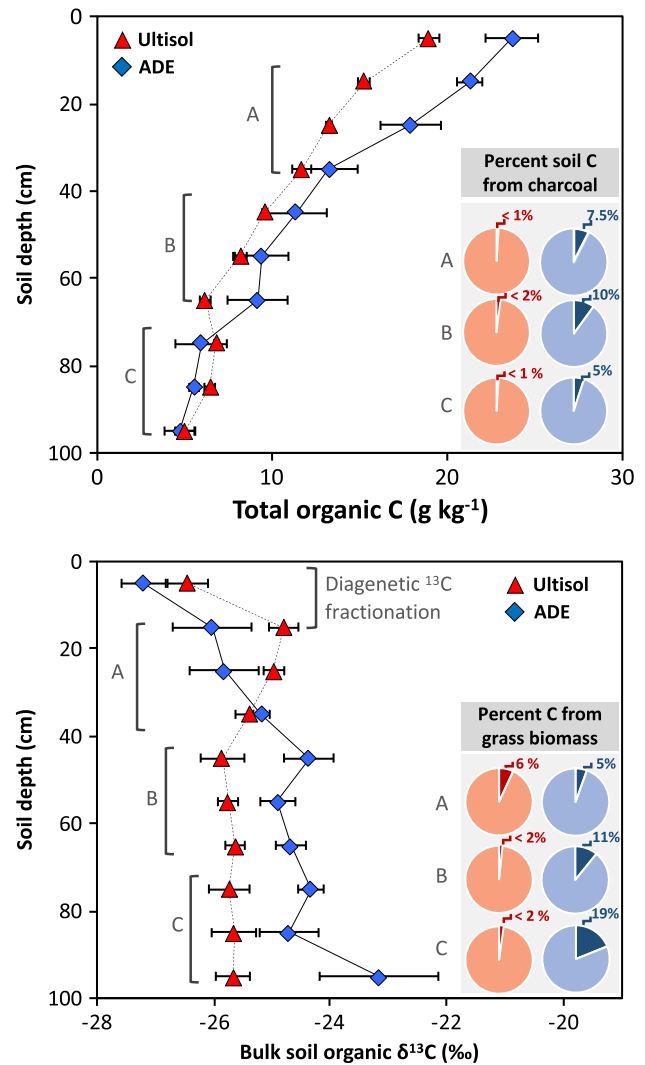 0
20
40
60
80
100
Soil depth (cm)
Ultisol
ADE
A
B
C
Percent soil C
from charcoal
A
< 1%
7.5%
B
< 2%
10%
C
< 1 %
5%
0
10
20
30
Total organic C (g kg⁻¹)
0
20
40
60
80
100
Soil depth (cm)
Diagenetic ¹³C
fractionation
Ultisol
ADE
A
B
C
Percent C from
grass biomass
A
6 %
5%
B
< 2%
11%
C
< 2 %
19%
-28
-26
-24
-22
-20
Bulk soil organic δ¹³C (‰)